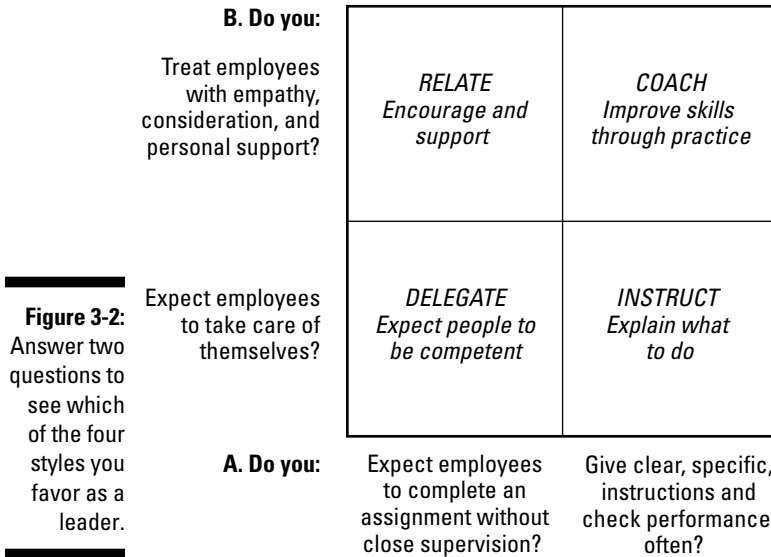 B. Do you:
Treat employees
with empathy,
consideration, and
personal support?
RELATE
Encourage and
support
COACH
Improve skills
through practice
Figure 3-2:
Answer two
questions to
see which
of the four
styles you
favor as a
leader.
Expect employees
to take care of
themselves?
DELEGATE
Expect people to
be competent
INSTRUCT
Explain what
to do
A. Do you:
Expect employees
to complete an
assignment without
close supervision?
Give clear, specific,
instructions and
check performance
often?